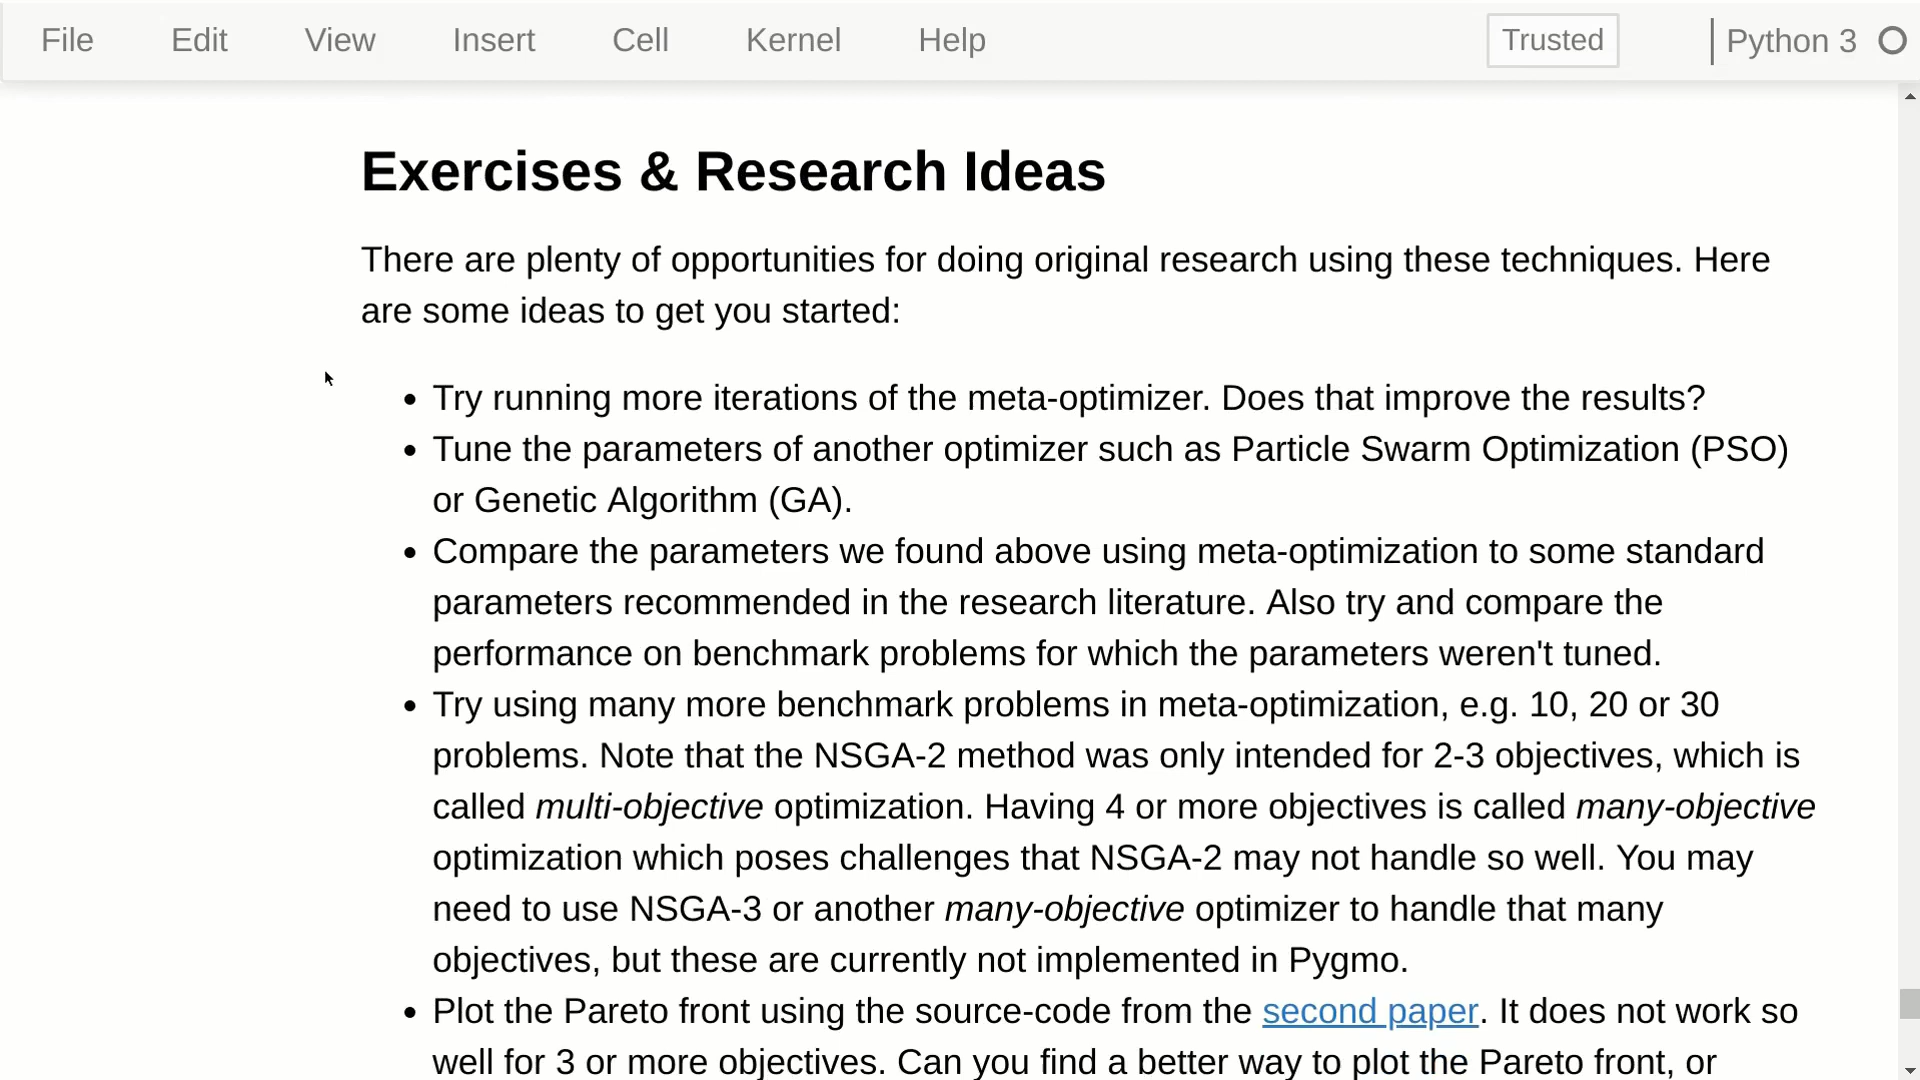 File Edit View Insert Cell Kernel Help Trusted Python 3
Exercises & Research Ideas
There are plenty of opportunities for doing original research using these techniques. Here
are some ideas to get you started:
• Try running more iterations of the meta-optimizer. Does that improve the results?
• Tune the parameters of another optimizer such as Particle Swarm Optimization (PSO)
or Genetic Algorithm (GA).
• Compare the parameters we found above using meta-optimization to some standard
parameters recommended in the research literature. Also try and compare the
performance on benchmark problems for which the parameters weren't tuned.
• Try using many more benchmark problems in meta-optimization, e.g. 10, 20 or 30
problems. Note that the NSGA-2 method was only intended for 2-3 objectives, which is
called multi-objective optimization. Having 4 or more objectives is called many-objective
optimization which poses challenges that NSGA-2 may not handle so well. You may
need to use NSGA-3 or another many-objective optimizer to handle that many
objectives, but these are currently not implemented in Pygmo.
• Plot the Pareto front using the source-code from the second paper. It does not work so
well for 3 or more objectives. Can you find a better way to plot the Pareto front, or